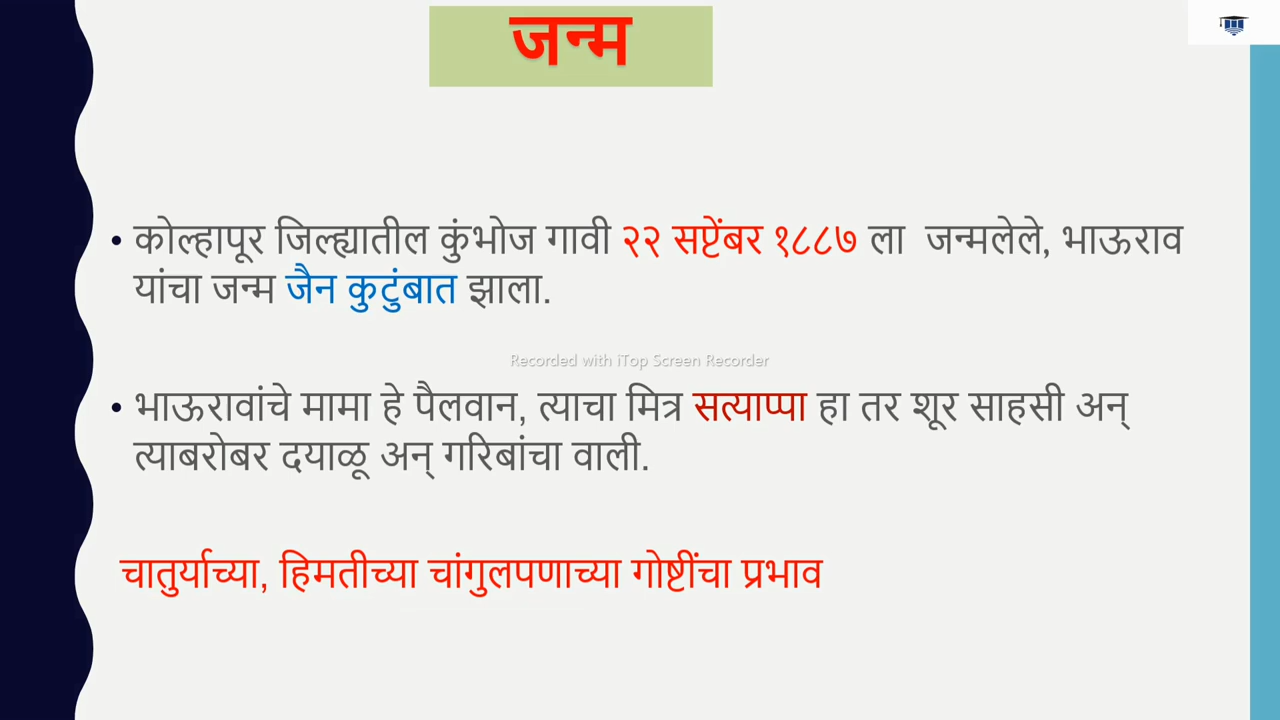 जन्म
• कोल्हापूर जिल्ह्यातील कुंभोज गावी २२ सप्टेंबर १८८७ ला जन्मलेले, भाऊराव
यांचा जन्म जैन कुटुंबात झाला.
Recorded with iTop Screen Recorder
• भाऊरावांचे मामा हे पैलवान, त्याचा मित्र सत्याप्पा हा तर शूर साहसी अन्
त्याबरोबर दयाळू अन् गरिबांचा वाली.
चातुर्याच्या, हिमतीच्या चांगुलपणाच्या गोष्टींचा प्रभाव